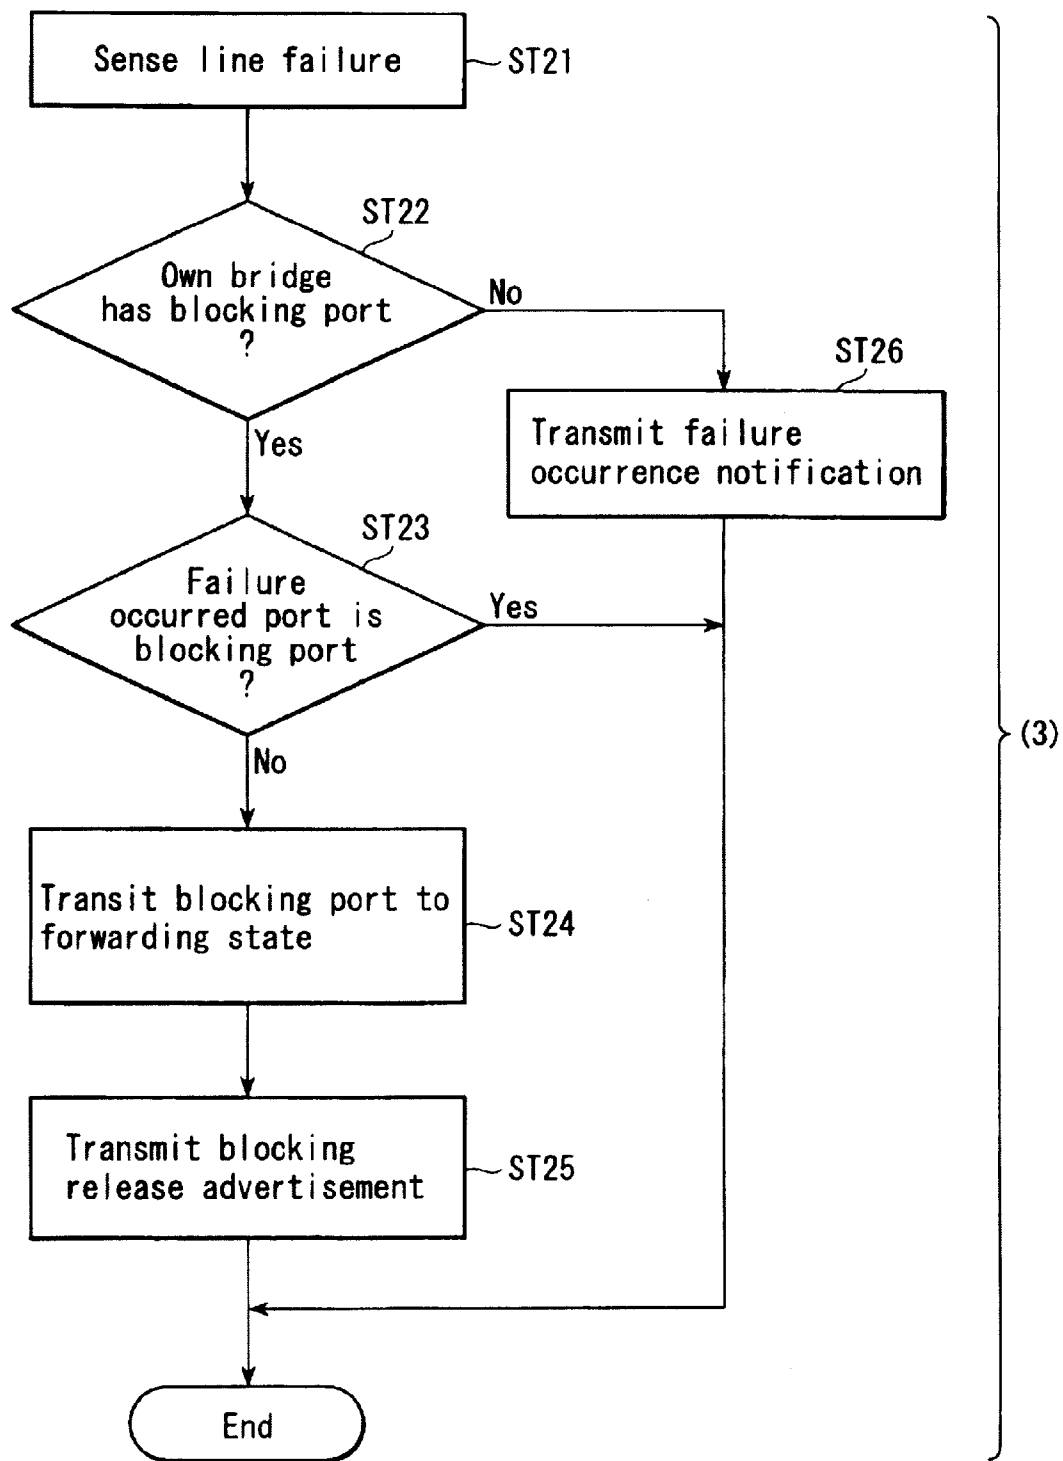 Sense line failure
ST21
ST22
Own bridge
has blocking port
?
No
Yes
ST26
Transmit failure
occurrence notification
ST23
Failure
occurred port is
blocking port
?
Yes
No
(3)
Transit blocking port to
forwarding state
ST24
Transmit blocking
release advertisement
ST25
End